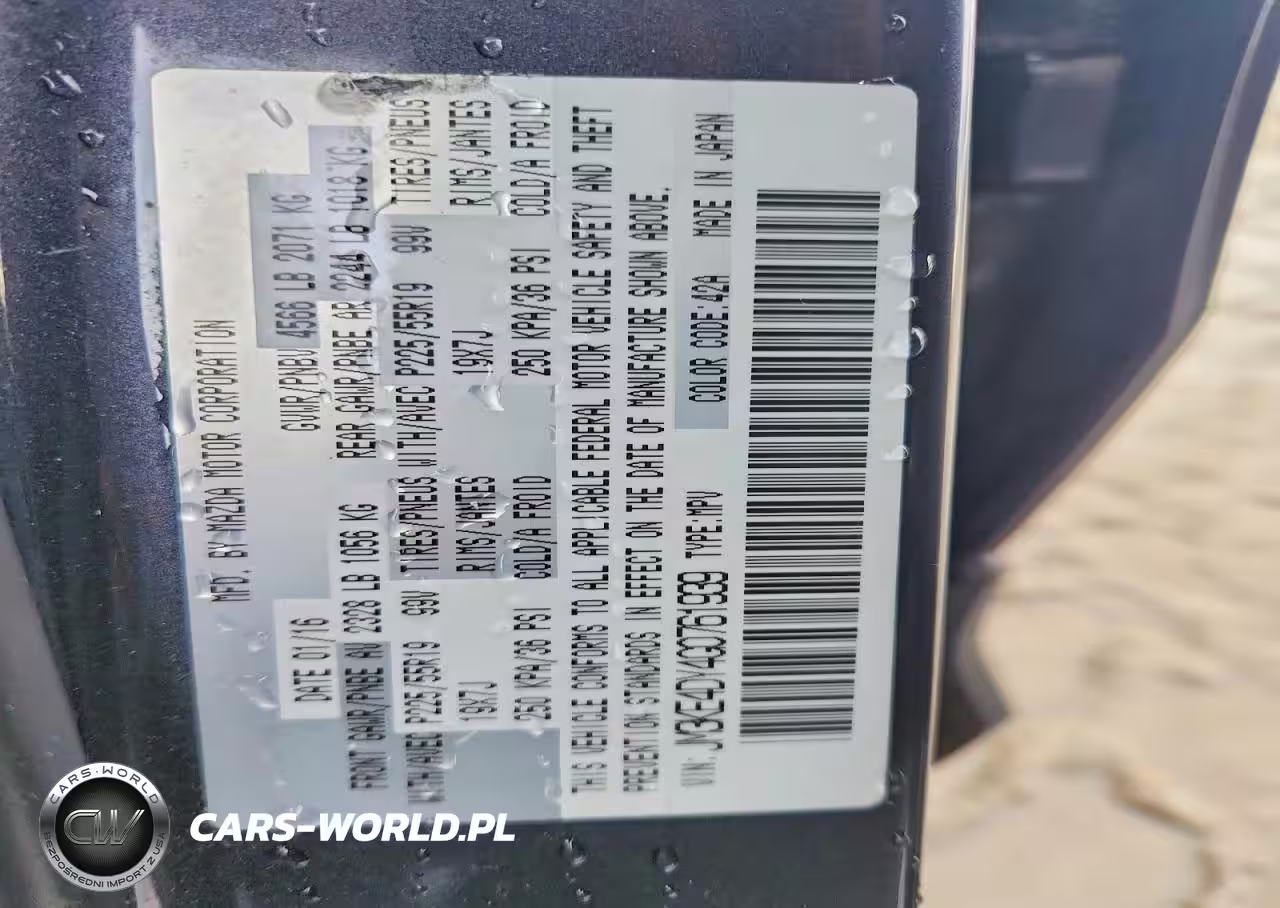 MFD. BY MAZDA MOTOR CORPORATION
DATE 01/16 GVWR/PNBV 4566 LB 2071 KG
FRONT GAWR/PNBE AV 2328 LB 1056 KG REAR GAWR/PNBE AR 2244 LB 1018 KG
WITH/AVEC P225/55R19 99V TIRES/PNEUS WITH/AVEC P225/55R19 99V TIRES/PNEUS
19X7J RIMS/JANTES 19X7J RIMS/JANTES
250 KPA/36 PSI COLD/A FROID 250 KPA/36 PSI COLD/A FROID
THIS VEHICLE CONFORMS TO ALL APPLICABLE FEDERAL MOTOR VEHICLE SAFETY AND THEFT
PREVENTION STANDARDS IN EFFECT ON THE DATE OF MANUFACTURE SHOWN ABOVE.
VIN: JM3KE4DY4G0761939 TYPE:MPV COLOR CODE:42A MADE IN JAPAN
CARS-WORLD
CW
BEZPOŚREDNI IMPORT Z USA
CARS-WORLD.PL